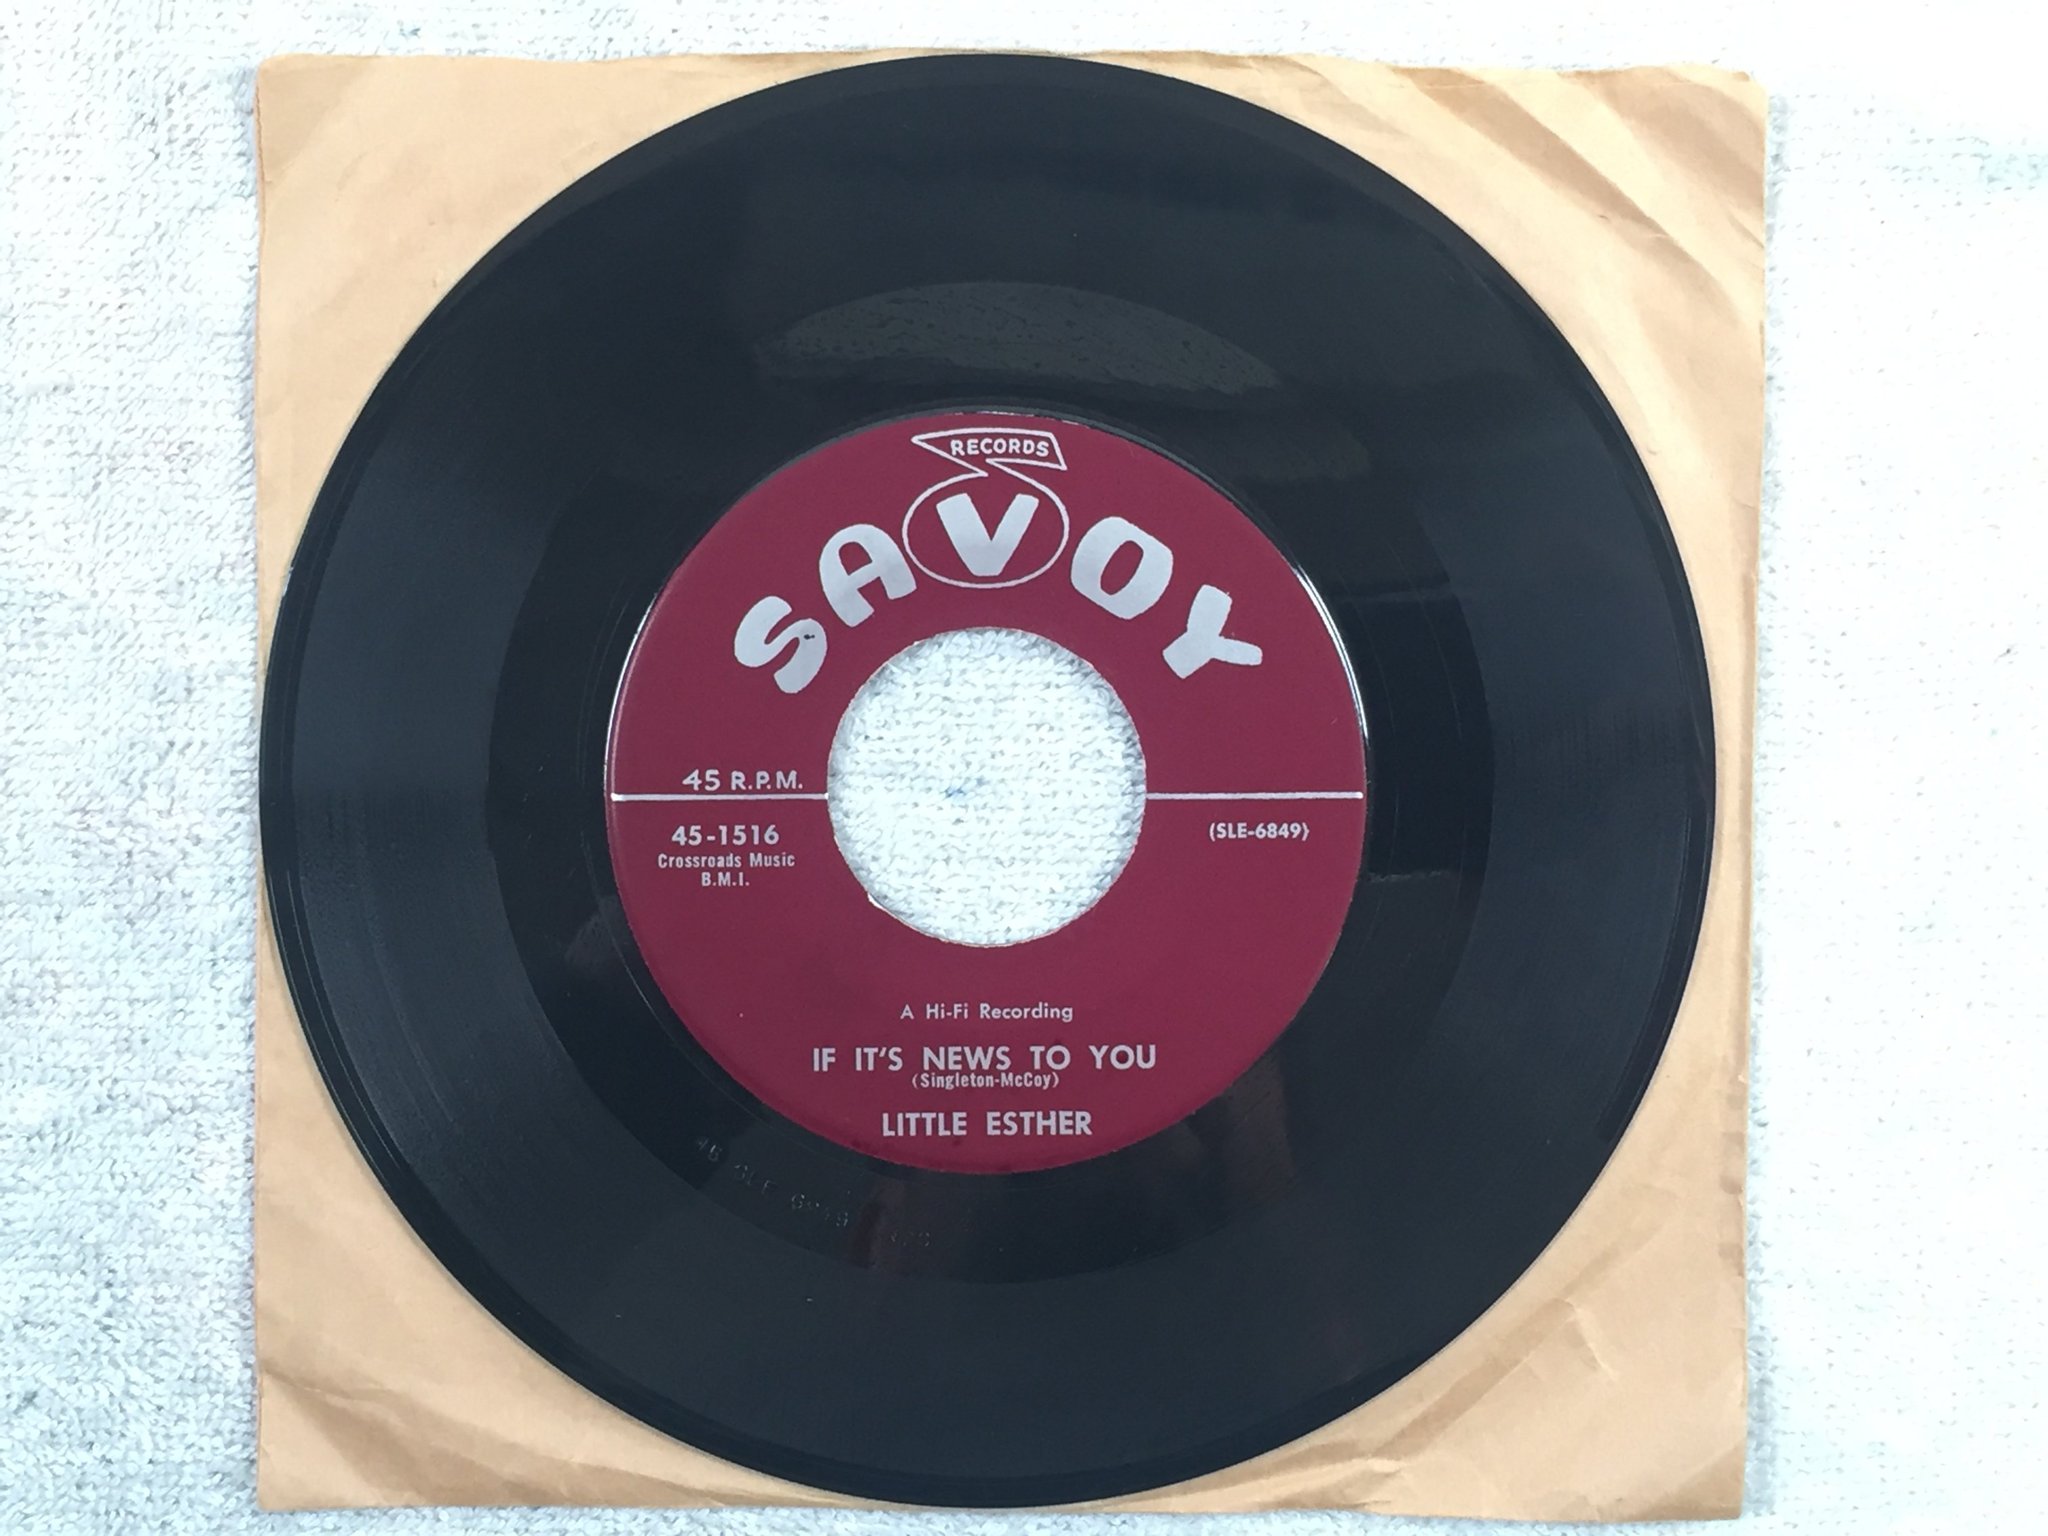 RECORDS
SAVOY
45 R.P.M.
45-1516
(SLE-6849)
Crossroads Music
B.M.I.
A Hi-Fi Recording
IF IT'S NEWS TO YOU
(Singleton-McCoy)
LITTLE ESTHER